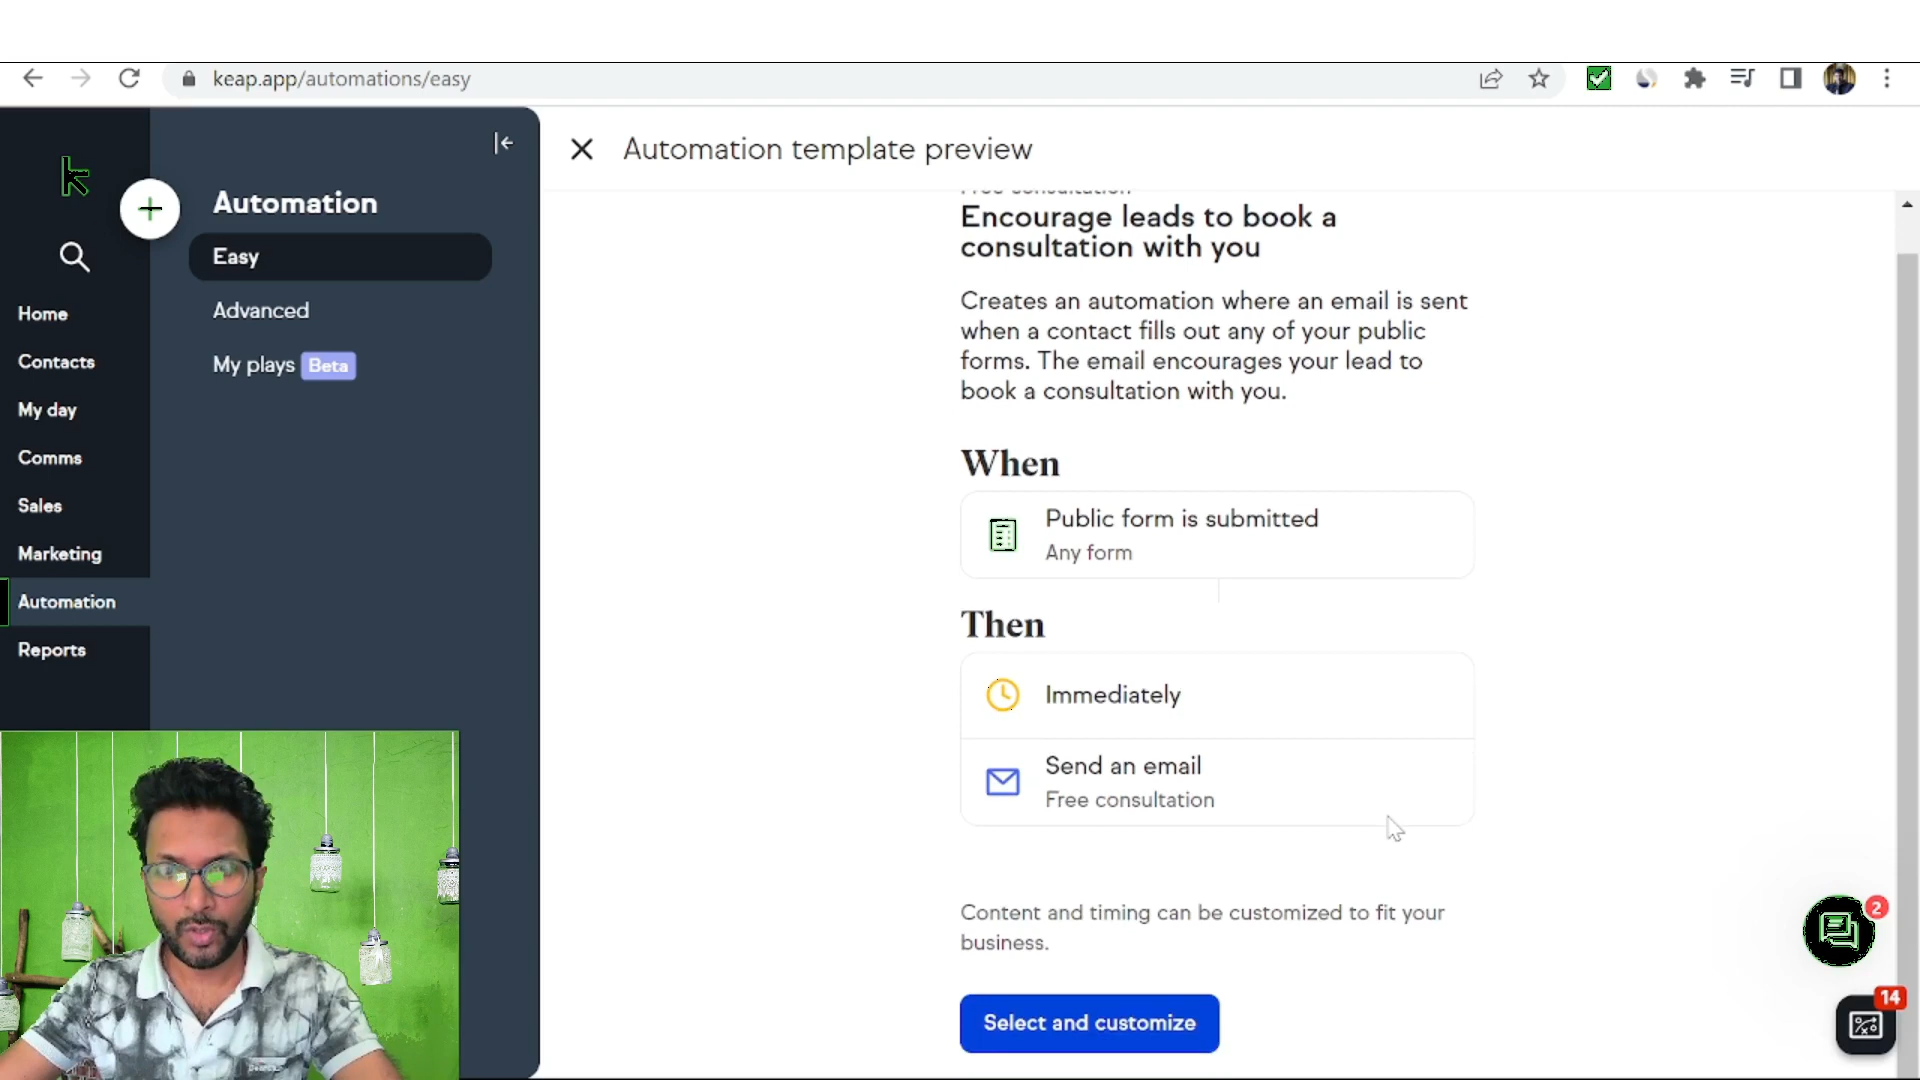 keap.app/automations/easy
Automation template preview
Automation
Easy
Advanced
My plays Beta
Home
Contacts
My day
Comms
Sales
Marketing
Automation
Reports
Free consultation
Encourage leads to book a
consultation with you
Creates an automation where an email is sent
when a contact fills out any of your public
forms. The email encourages your lead to
book a consultation with you.
When
Public form is submitted
Any form
Then
Immediately
Send an email
Free consultation
Content and timing can be customized to fit your
business.
Select and customize
2
14